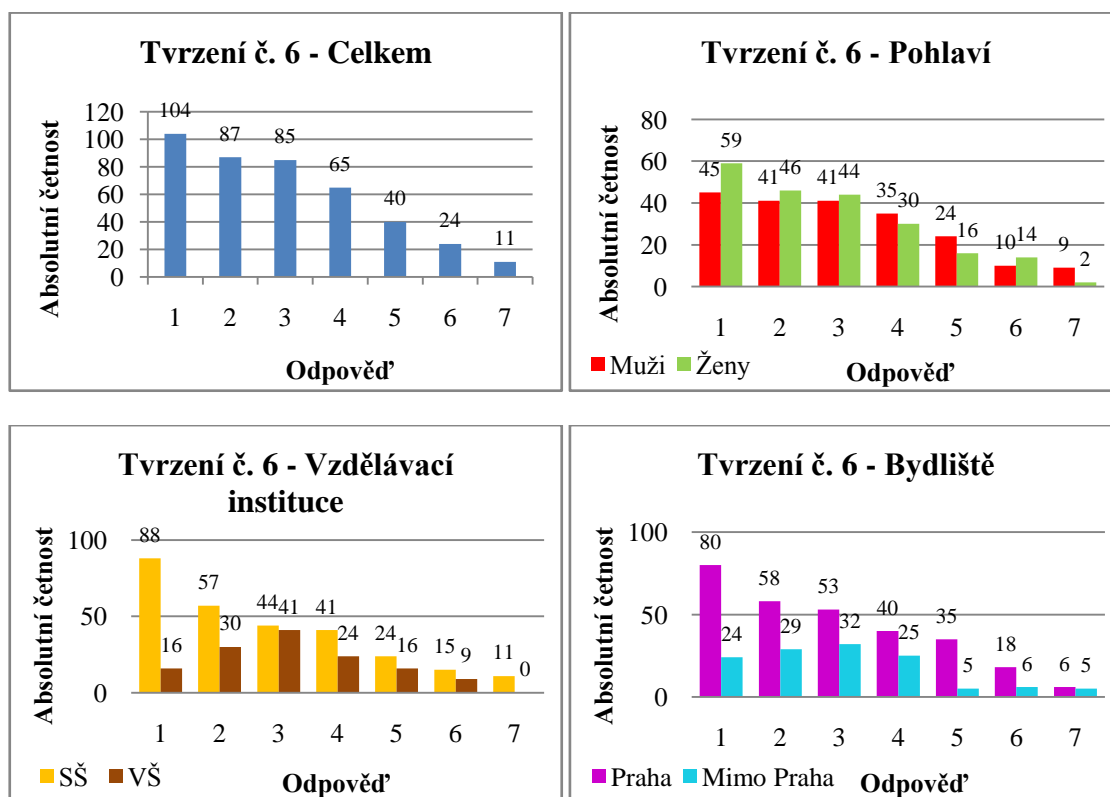 Tvrzení č. 6 - Celkem
Absolutní četnost
120
100
80
60
40
20
0
104
87
85
65
40
24
11
1 2 3 4 5 6 7
Odpověď
Tvrzení č. 6 - Pohlaví
Absolutní četnost
80
60
40
20
0
45 59
41 46
41 44
35 30
24 16
10 14
9 2
1 2 3 4 5 6 7
Muži Ženy
Odpověď
Tvrzení č. 6 - Vzdělávací
instituce
Absolutní četnost
100
50
0
88 16
57 30
44 41
41 24
24 16
15 9
11 0
1 2 3 4 5 6 7
SŠ VŠ
Odpověď
Tvrzení č. 6 - Bydliště
Absolutní četnost
100
50
0
80 24
58 29
53 32
40 25
35 5
18 6
6 5
1 2 3 4 5 6 7
Praha Mimo Praha
Odpověď